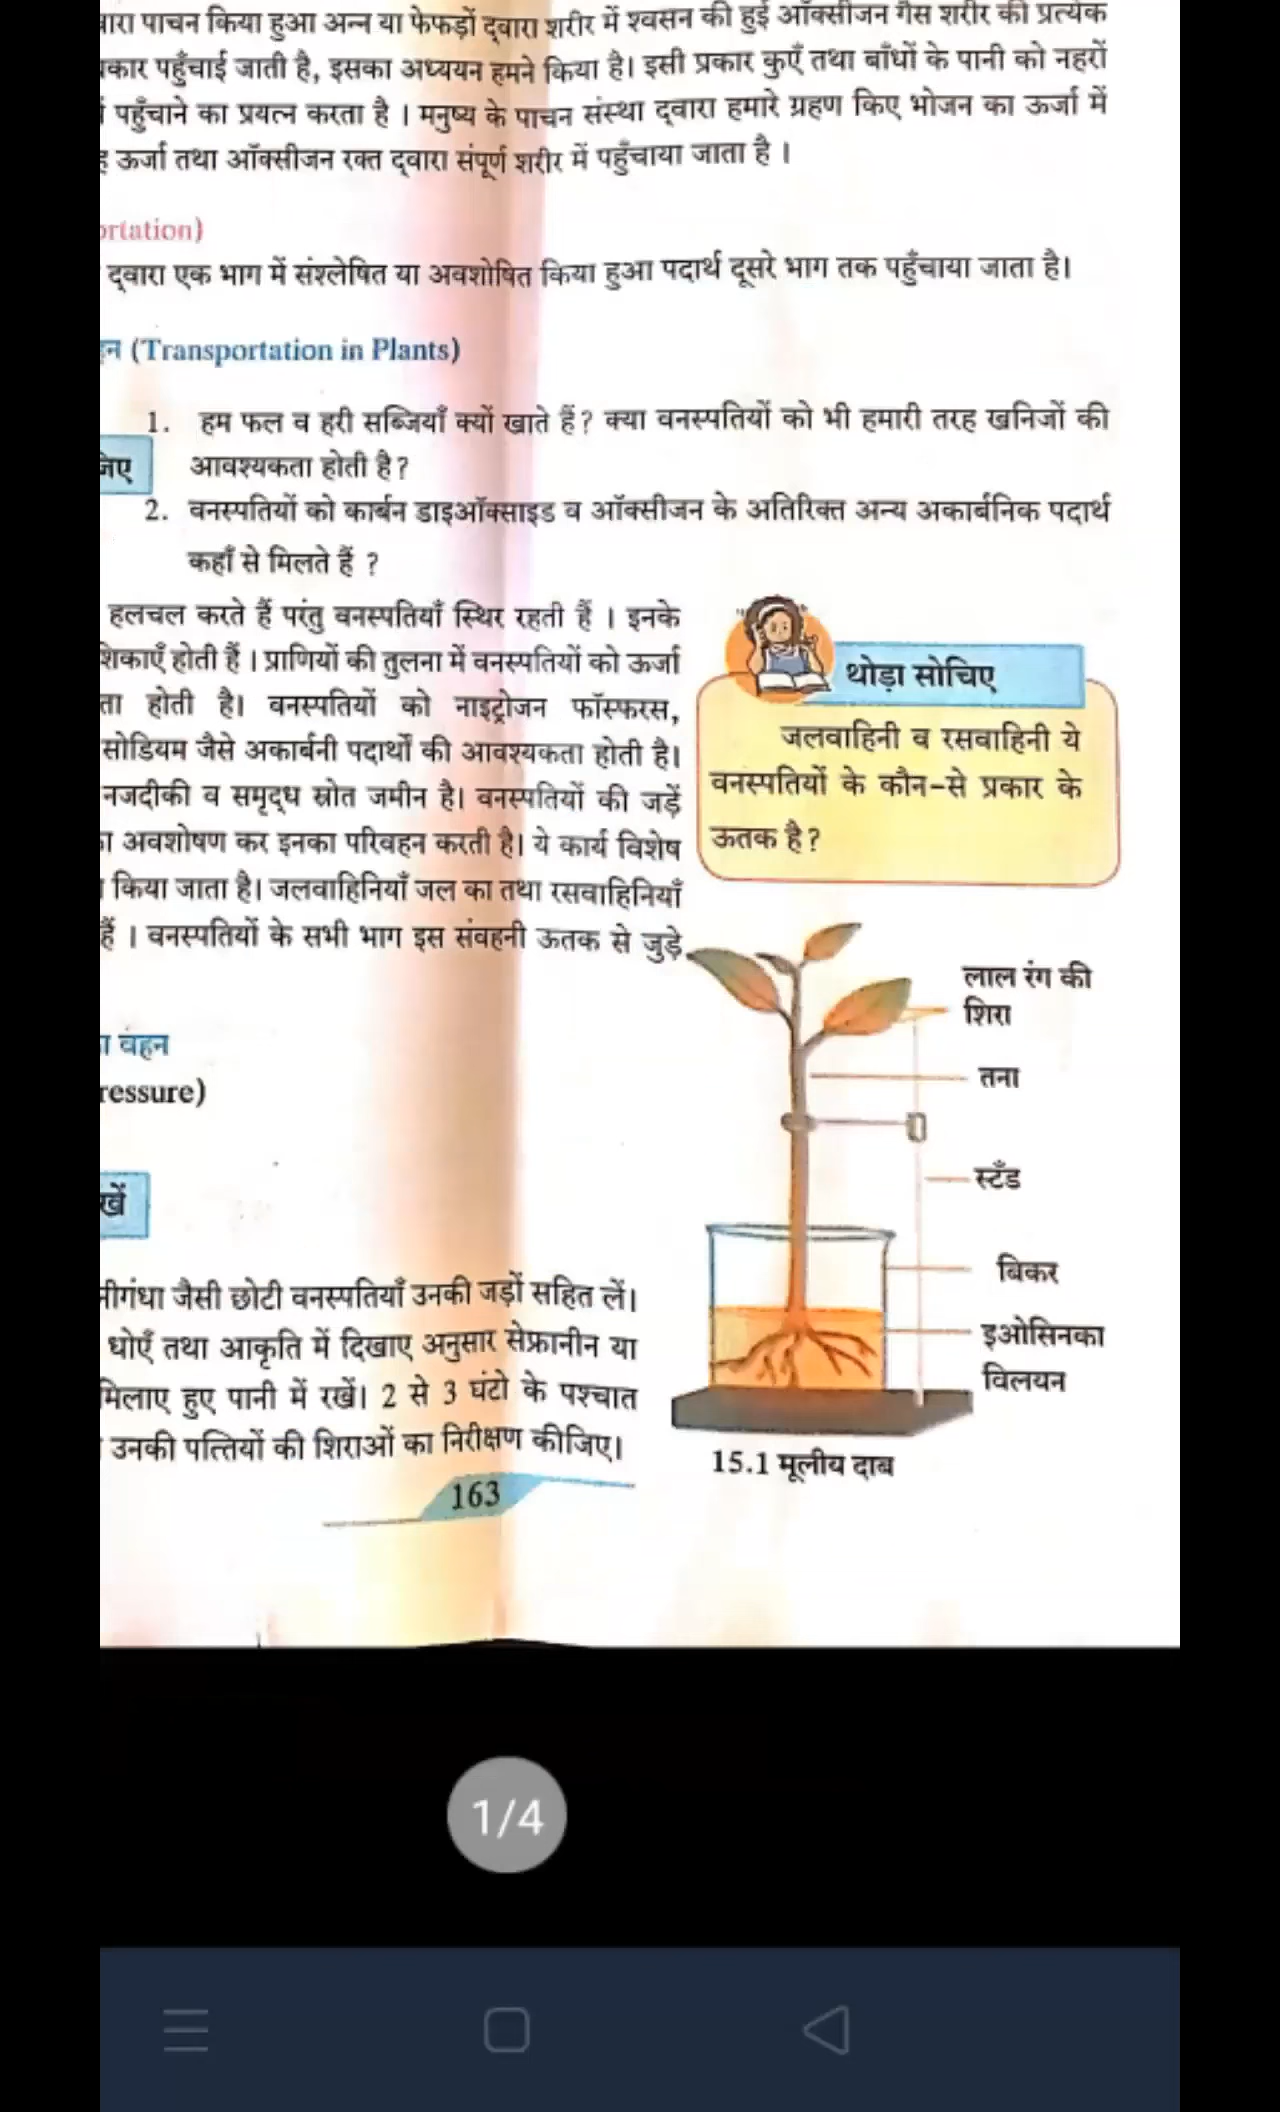 पाचन किया हुआ अन्न या फेफड़ों द्वारा शरीर में श्वसन की हुई ऑक्सीजन गैस शरीर की प्रत्येक
पहुँचाई जाती है, इसका अध्ययन हमने किया है। इसी प्रकार कुएँ तथा बाँधों के पानी को नहरों
पहुँचाने का प्रयत्न करता है । मनुष्य के पाचन संस्था द्वारा हमारे ग्रहण किए भोजन का ऊर्जा में
ऊर्जा तथा ऑक्सीजन रक्त द्वारा संपूर्ण शरीर में पहुँचाया जाता है ।
ortation)
द्वारा एक भाग में संश्लेषित या अवशोषित किया हुआ पदार्थ दूसरे भाग तक पहुँचाया जाता है।
न (Transportation in Plants)
1. हम फल व हरी सब्जियाँ क्यों खाते हैं? क्या वनस्पतियों को भी हमारी तरह खनिजों की
जिए
आवश्यकता होती है?
2. वनस्पतियों को कार्बन डाइऑक्साइड व ऑक्सीजन के अतिरिक्त अन्य अकार्बनिक पदार्थ
कहाँ से मिलते हैं ?
हलचल करते हैं परंतु वनस्पतियाँ स्थिर रहती हैं । इनके
शिकाएँ होती हैं । प्राणियों की तुलना में वनस्पतियों को ऊर्जा
ता होती है। वनस्पतियों को नाइट्रोजन फॉस्फरस,
सोडियम जैसे अकार्बनी पदार्थों की आवश्यकता होती है।
नजदीकी व समृद्ध स्रोत जमीन है। वनस्पतियों की जड़ें
अवशोषण कर इनका परिवहन करती है। ये कार्य विशेष
किया जाता है। जलवाहिनियाँ जल का तथा रसवाहिनियाँ
हैं । वनस्पतियों के सभी भाग इस संवहनी ऊतक से जुड़े
थोड़ा सोचिए
जलवाहिनी व रसवाहिनी ये
वनस्पतियों के कौन-से प्रकार के
ऊतक है?
वहन
ressure)
खें
गंधा जैसी छोटी वनस्पतियाँ उनकी जड़ों सहित लें।
धोएँ तथा आकृति में दिखाए अनुसार सेफ्रानीन या
मिलाए हुए पानी में रखें। 2 से 3 घंटो के पश्चात
उनकी पत्तियों की शिराओं का निरीक्षण कीजिए।
लाल रंग की
शिरा
तना
स्टँड
बिकर
इओसिनका
विलयन
15.1 मूलीय दाब
163
1/4